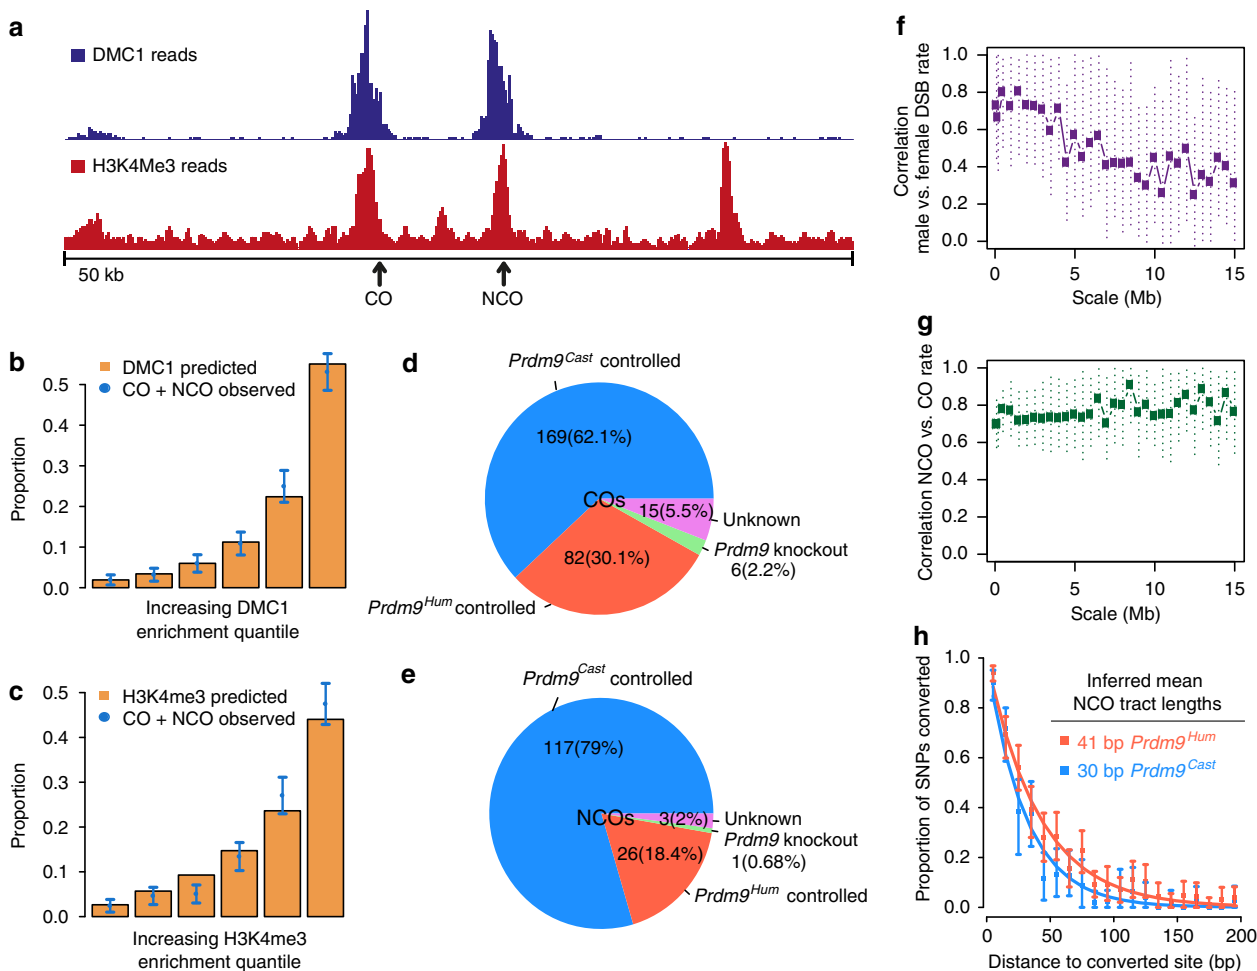 a
DMC1 reads
H3K4Me3 reads
50 kb
CO
NCO
b
DMC1 predicted
CO + NCO observed
Proportion
0.5
0.4
0.3
0.2
0.1
0.0
Increasing DMC1
enrichment quantile
c
H3K4me3 predicted
CO + NCO observed
Proportion
0.5
0.4
0.3
0.2
0.1
0.0
Increasing H3K4me3
enrichment quantile
d
Prdm9Cast controlled
169(62.1%)
COs
15(5.5%)
Unknown
Prdm9 knockout
6(2.2%)
82(30.1%)
Prdm9Hum controlled
e
Prdm9Cast controlled
117(79%)
NCOs
3(2%)
Unknown
Prdm9 knockout
1(0.68%)
26(18.4%)
Prdm9Hum controlled
f
Correlation
male vs. female DSB rate
1.0
0.8
0.6
0.4
0.2
0.0
0 5 10 15
Scale (Mb)
g
Correlation NCO vs. CO rate
1.0
0.8
0.6
0.4
0.0
0 5 10 15
Scale (Mb)
h
Proportion of SNPs converted
1.0
0.8
0.6
0.4
0.2
0.0
Inferred mean
NCO tract lengths
41 bp Prdm9Hum
30 bp Prdm9Cast
0 50 100 150 200
Distance to converted site (bp)